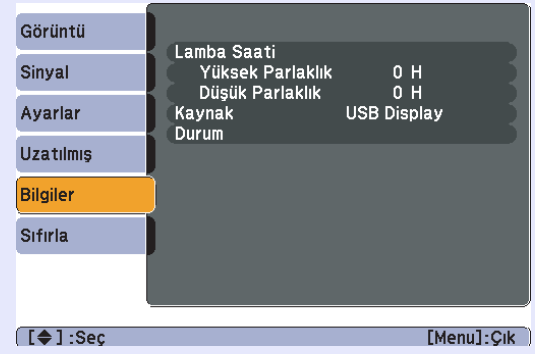 Görüntü
Sinyal
Ayarlar
Uzatılmış
Bilgiler
Sıfırla
Lamba Saati
Yüksek Parlaklık 0 H
Düşük Parlaklık 0 H
Kaynak USB Display
Durum
[◆] :Seç [Menu]:Çık